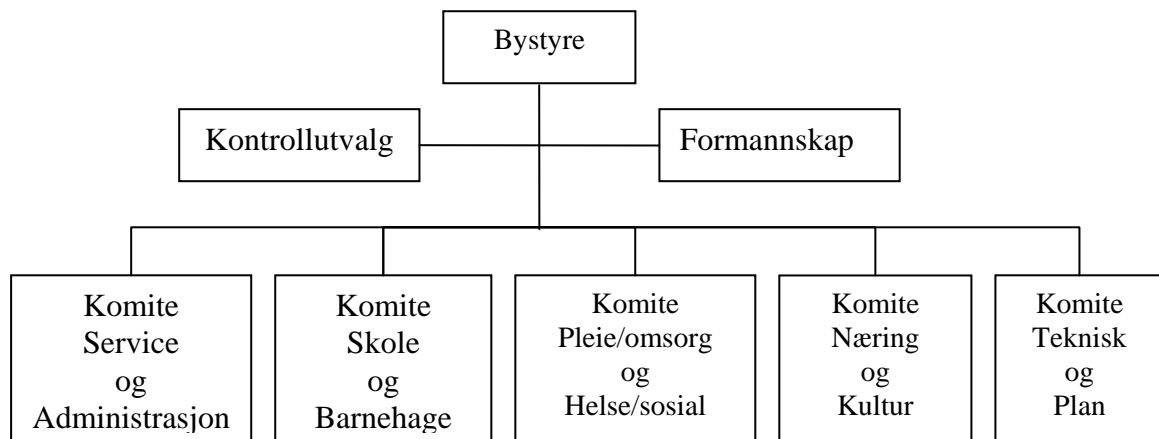 Bystyre
Kontrollutvalg
Formannskap
Komite
Service
og
Administrasjon
Komite
Skole
og
Barnehage
Komite
Pleie/omsorg
og
Helse/sosial
Komite
Næring
og
Kultur
Komite
Teknisk
og
Plan